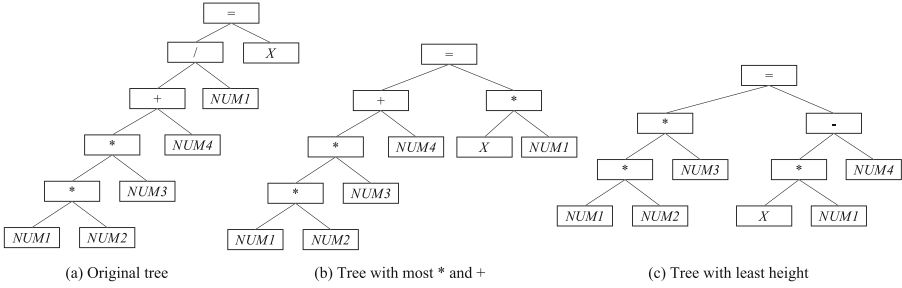 =
/ X
=
+ NUM1
+ *
=
* NUM4
* NUM4 X NUM1
* -
* NUM3
* NUM3
* NUM3 * NUM4
NUM1 NUM2
NUM1 NUM2
NUM1 NUM2 X NUM1
(a) Original tree
(b) Tree with most * and +
(c) Tree with least height